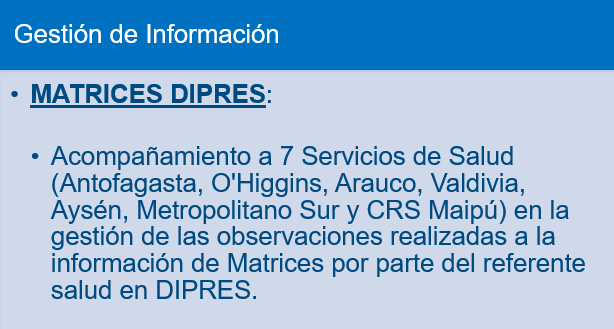 Gestión de Información
• MATRICES DIPRES:
• Acompañamiento a 7 Servicios de Salud
(Antofagasta, O'Higgins, Arauco, Valdivia,
Aysén, Metropolitano Sur y CRS Maipú) en la
gestión de las observaciones realizadas a la
información de Matrices por parte del referente
salud en DIPRES.